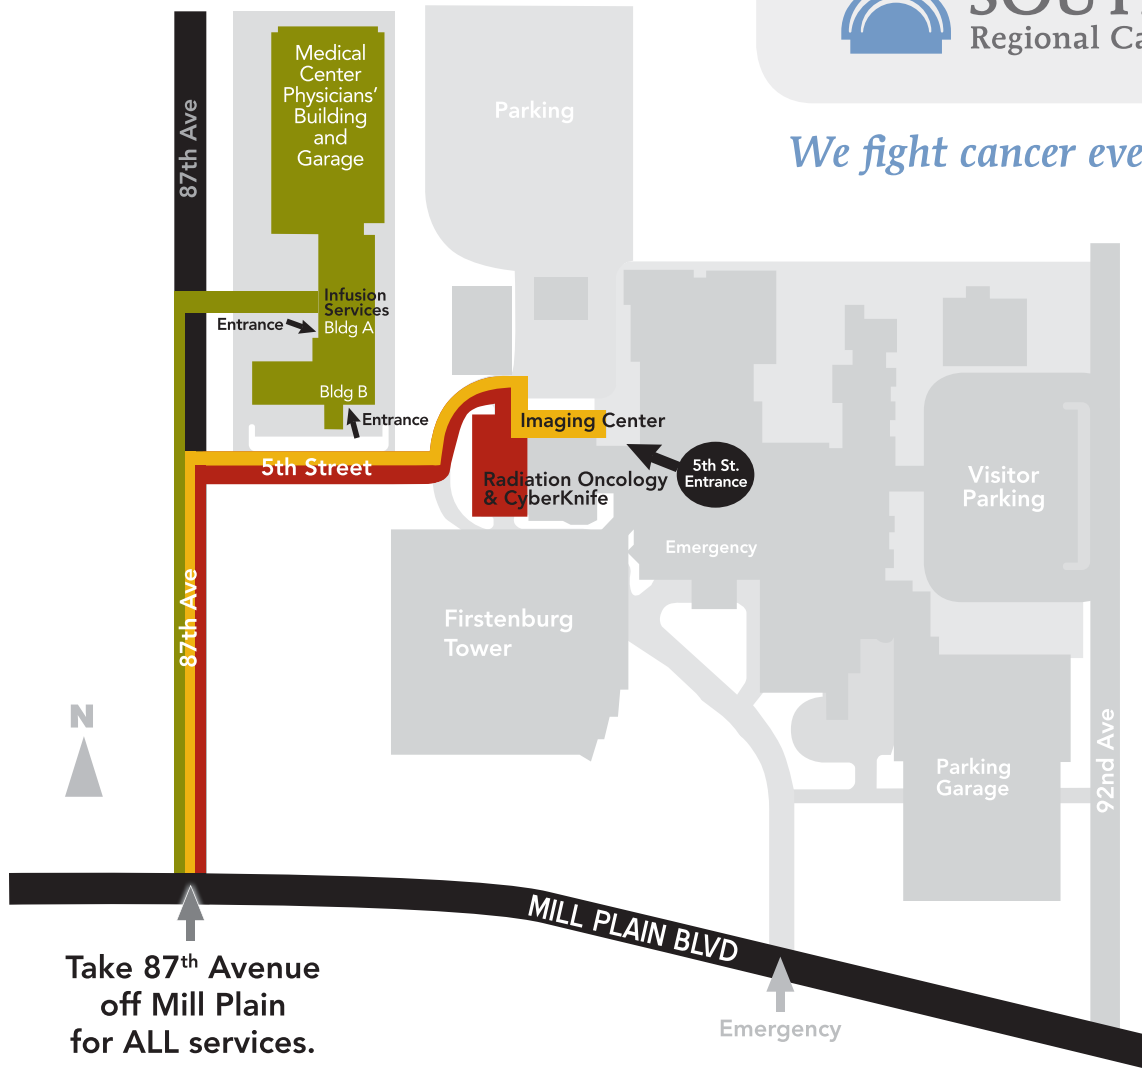 Regional
We fight cancer
87th Ave
Medical
Center
Physicians’
Building
and
Garage
Parking
Infusion
Services
Entrance
Bldg A
Bldg B
Entrance
Imaging Center
5th Street
5th St.
Entrance
Radiation Oncology
& CyberKnife
Visitor
Parking
Emergency
87th Ave
Firstenburg
Tower
N
92nd Ave
Parking
Garage
MILL PLAIN BLVD
Take 87th Avenue
off Mill Plain
for ALL services.
Emergency